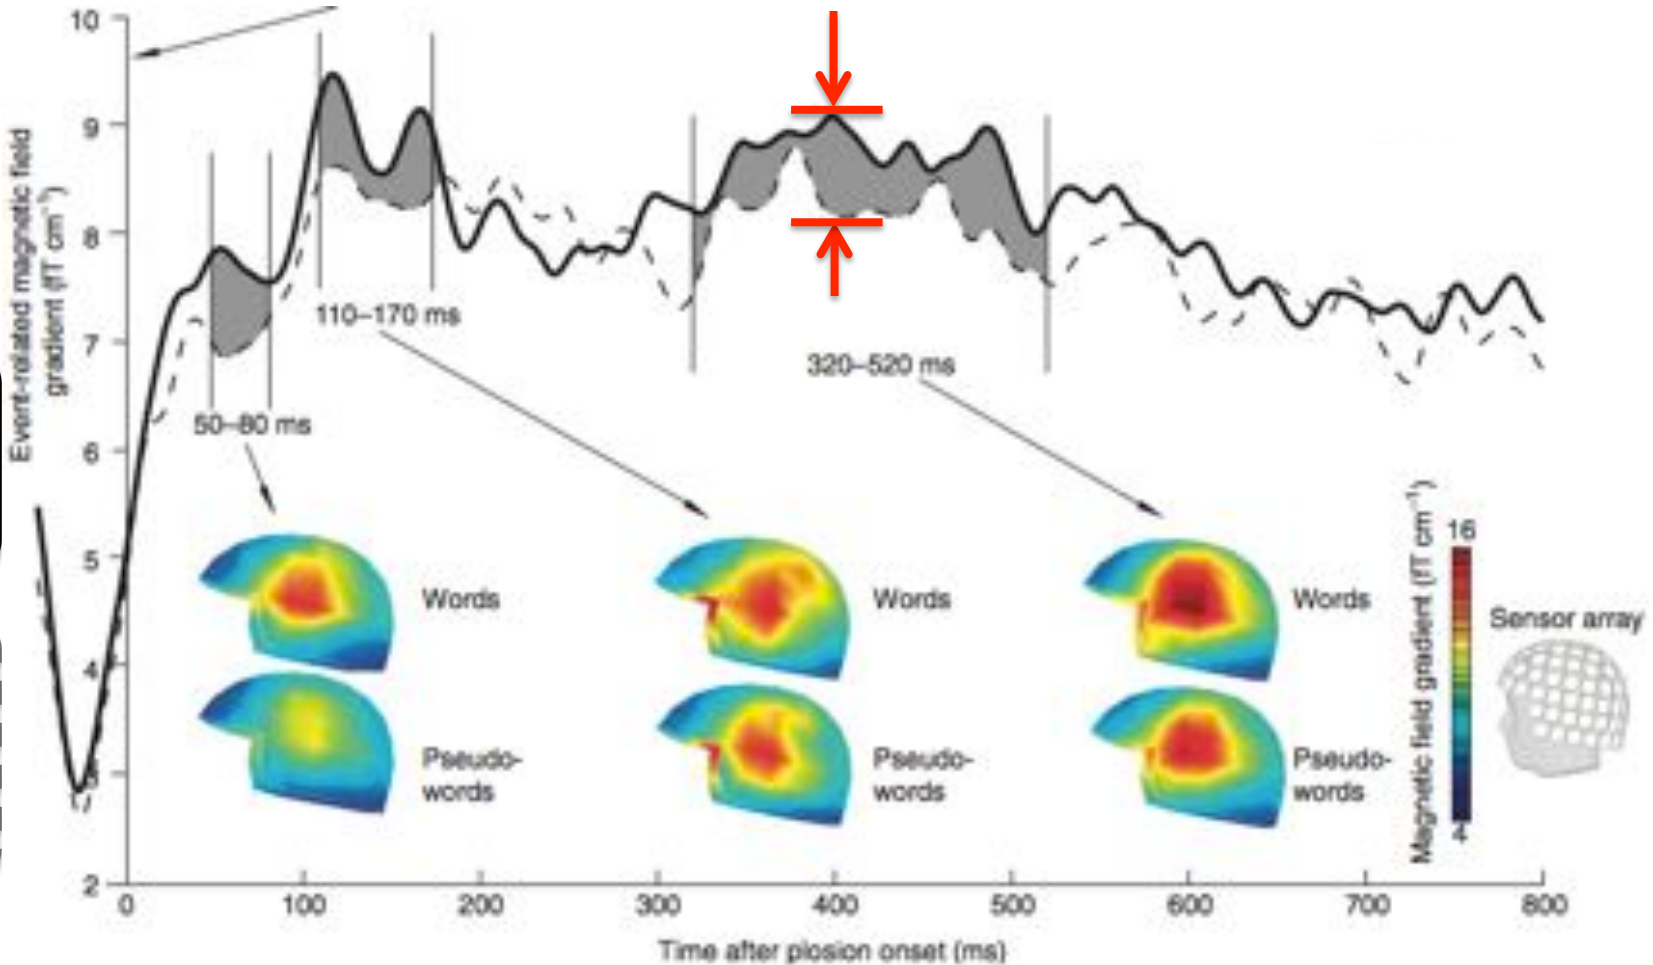 10
9
8
7
6
5
4
3
2
Event-related magnetic field
gradient (fT cm⁻¹)
110–170 ms
320–520 ms
50–80 ms
Words
Words
Words
Pseudo-
words
Pseudo-
words
Pseudo-
words
Magnetic field gradient (fT cm⁻¹)
16
4
Sensor array
0 100 200 300 400 500 600 700 800
Time after plosion onset (ms)